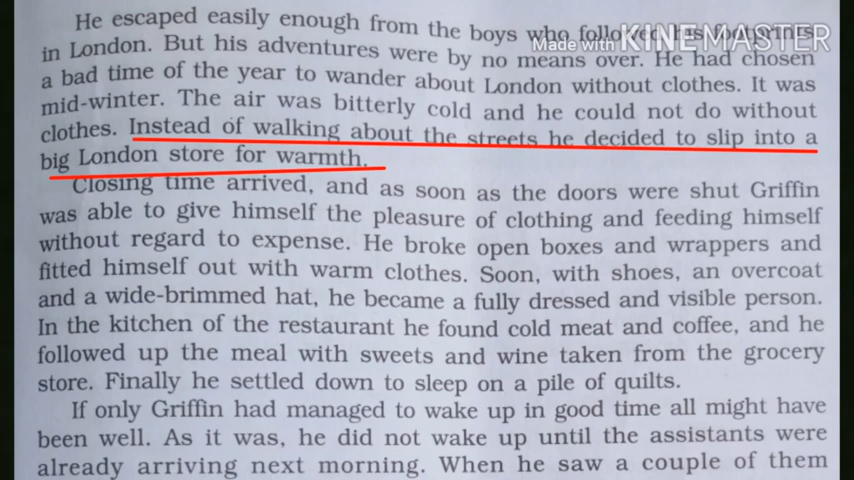 He escaped easily enough from the boys who followed his footprints
in London. But his adventures were by no means over. He had chosen
Made with KINEMASTER
a bad time of the year to wander about London without clothes. It was
mid-winter. The air was bitterly cold and he could not do without
clothes. Instead of walking about the streets he decided to slip into a
big London store for warmth.
Closing time arrived, and as soon as the doors were shut Griffin
was able to give himself the pleasure of clothing and feeding himself
without regard to expense. He broke open boxes and wrappers and
fitted himself out with warm clothes. Soon, with shoes, an overcoat
and a wide-brimmed hat, he became a fully dressed and visible person.
In the kitchen of the restaurant he found cold meat and coffee, and he
followed up the meal with sweets and wine taken from the grocery
store. Finally he settled down to sleep on a pile of quilts.
If only Griffin had managed to wake up in good time all might have
been well. As it was, he did not wake up until the assistants were
already arriving next morning. When he saw a couple of them